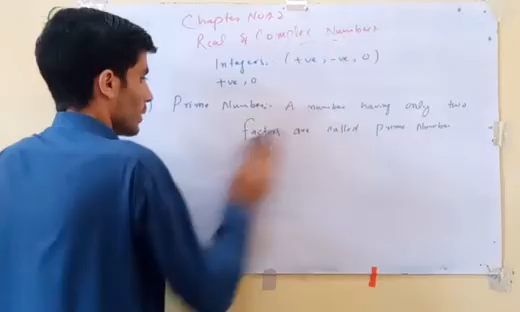 Chapter No#2
Real & Complex Numbers
Integers. (+ve, -ve, 0)
+ve, 0
) Prime Number:- A number having only two
factors are called Prime Number